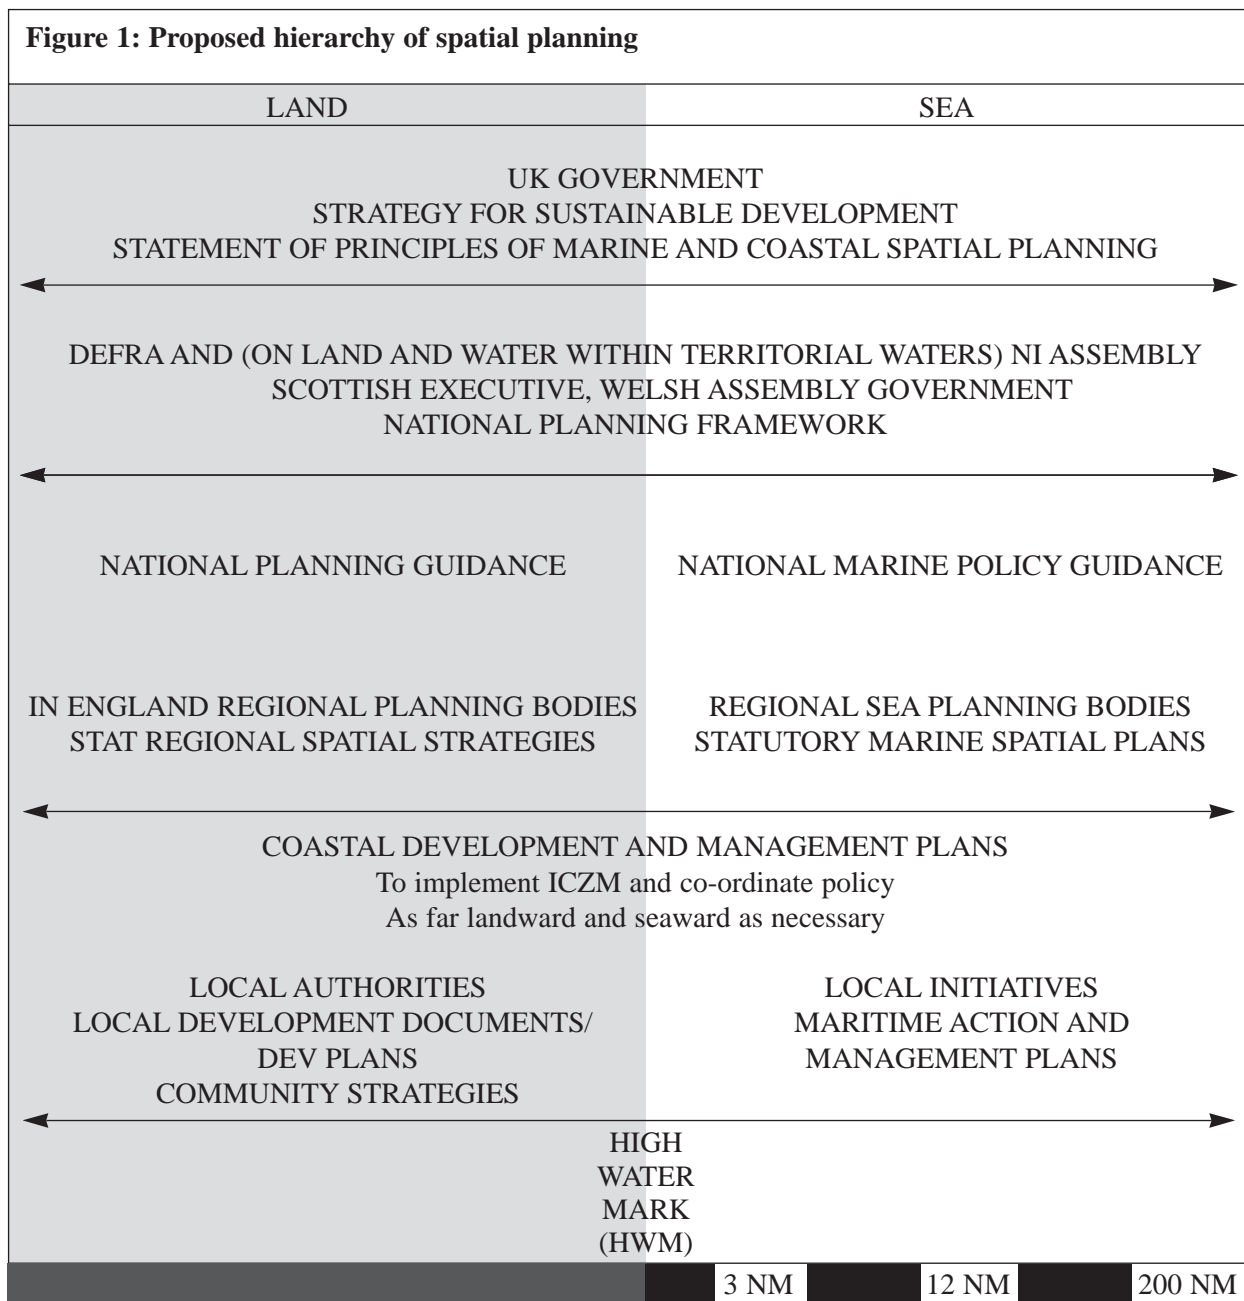 Figure 1: Proposed hierarchy of spatial planning
LAND
SEA
UK GOVERNMENT
STRATEGY FOR SUSTAINABLE DEVELOPMENT
STATEMENT OF PRINCIPLES OF MARINE AND COASTAL SPATIAL PLANNING
DEFRA AND (ON LAND AND WATER WITHIN TERRITORIAL WATERS) NI ASSEMBLY
SCOTTISH EXECUTIVE, WELSH ASSEMBLY GOVERNMENT
NATIONAL PLANNING FRAMEWORK
NATIONAL PLANNING GUIDANCE
NATIONAL MARINE POLICY GUIDANCE
IN ENGLAND REGIONAL PLANNING BODIES
STAT REGIONAL SPATIAL STRATEGIES
REGIONAL SEA PLANNING BODIES
STATUTORY MARINE SPATIAL PLANS
COASTAL DEVELOPMENT AND MANAGEMENT PLANS
To implement ICZM and co-ordinate policy
As far landward and seaward as necessary
LOCAL AUTHORITIES
LOCAL DEVELOPMENT DOCUMENTS/
DEV PLANS
COMMUNITY STRATEGIES
LOCAL INITIATIVES
MARITIME ACTION AND
MANAGEMENT PLANS
HIGH
WATER
MARK
(HWM)
3 NM
12 NM
200 NM